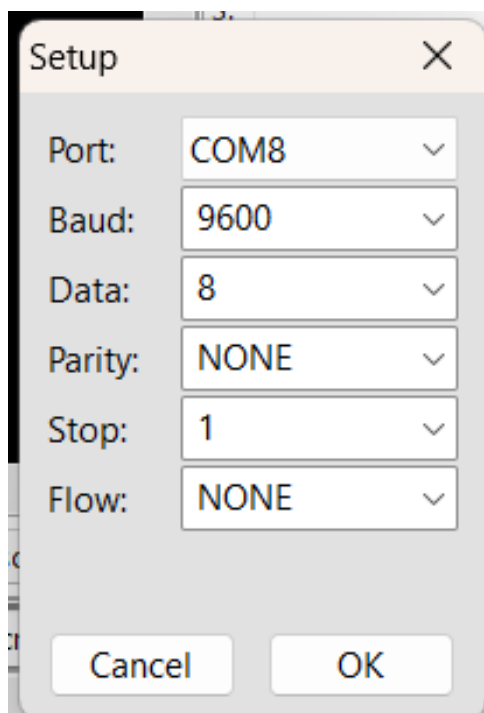 Setup
Port: COM8
Baud: 9600
Data: 8
Parity: NONE
Stop: 1
Flow: NONE
Cancel OK